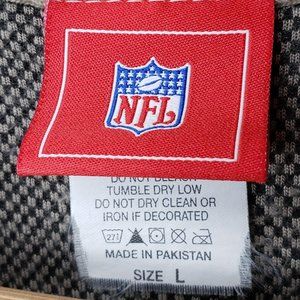 NFL
DO NOT BLEACH
TUMBLE DRY LOW
DO NOT DRY CLEAN OR
IRON IF DECORATED
MADE IN PAKISTAN
SIZE L